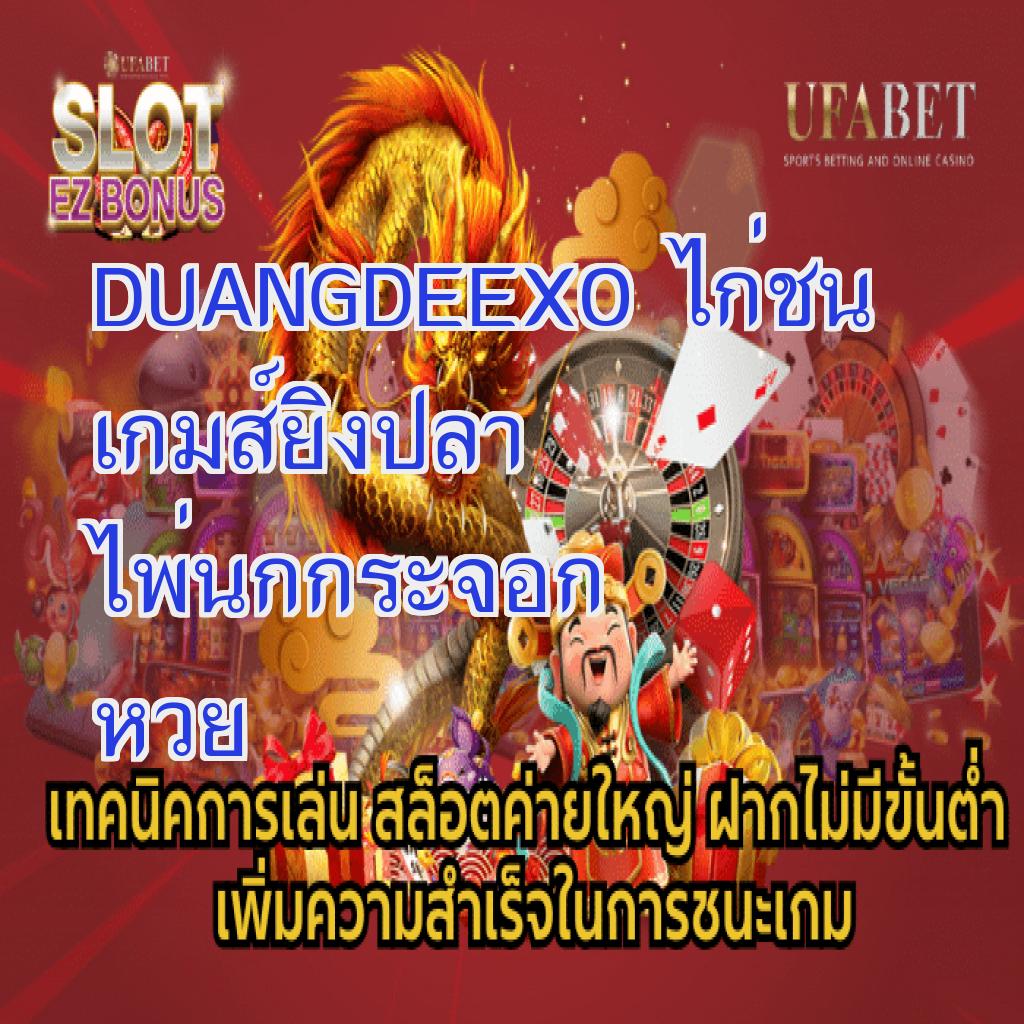 UFABET
SLOT
EZ BONUS
UFABET
SPORTS BETTING AND ONLINE CASINO
DUANGDEEXO ไก่ชน
เกมส์ยิงปลา
ไพ่นกกระจอก
หวย
เทคนิคการเล่น สล็อตค่ายใหญ่ ฝากไม่มีขั้นต่ำ
เพิ่มความสำเร็จในการชนะเกม